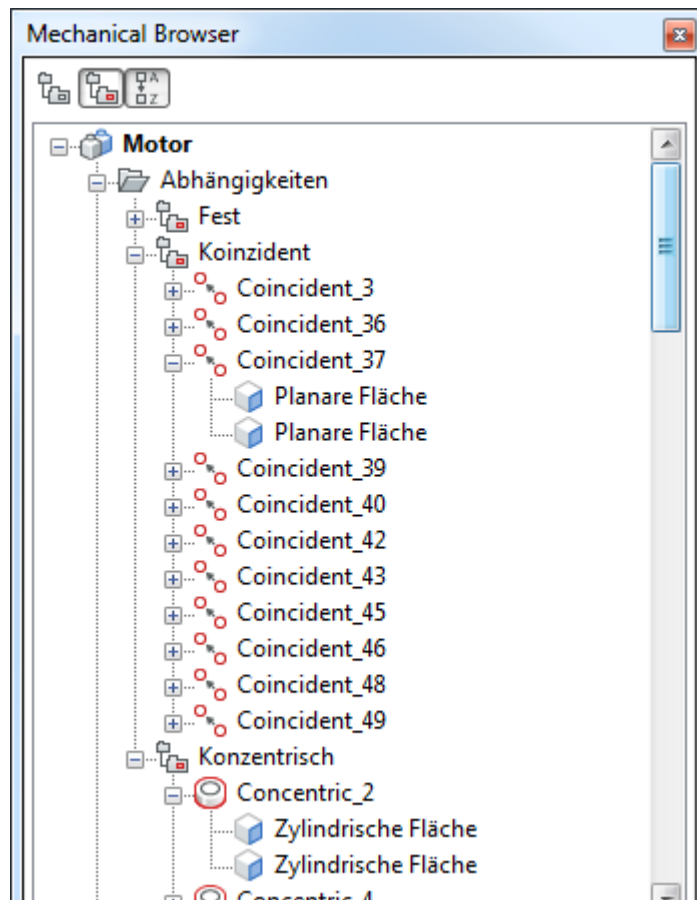 Mechanical Browser
A
Z
Motor
Abhängigkeiten
Fest
Koinzident
Coincident_3
Coincident_36
Coincident_37
Planare Fläche
Planare Fläche
Coincident_39
Coincident_40
Coincident_42
Coincident_43
Coincident_45
Coincident_46
Coincident_48
Coincident_49
Konzentrisch
Concentric_2
Zylindrische Fläche
Zylindrische Fläche
Concentric_4